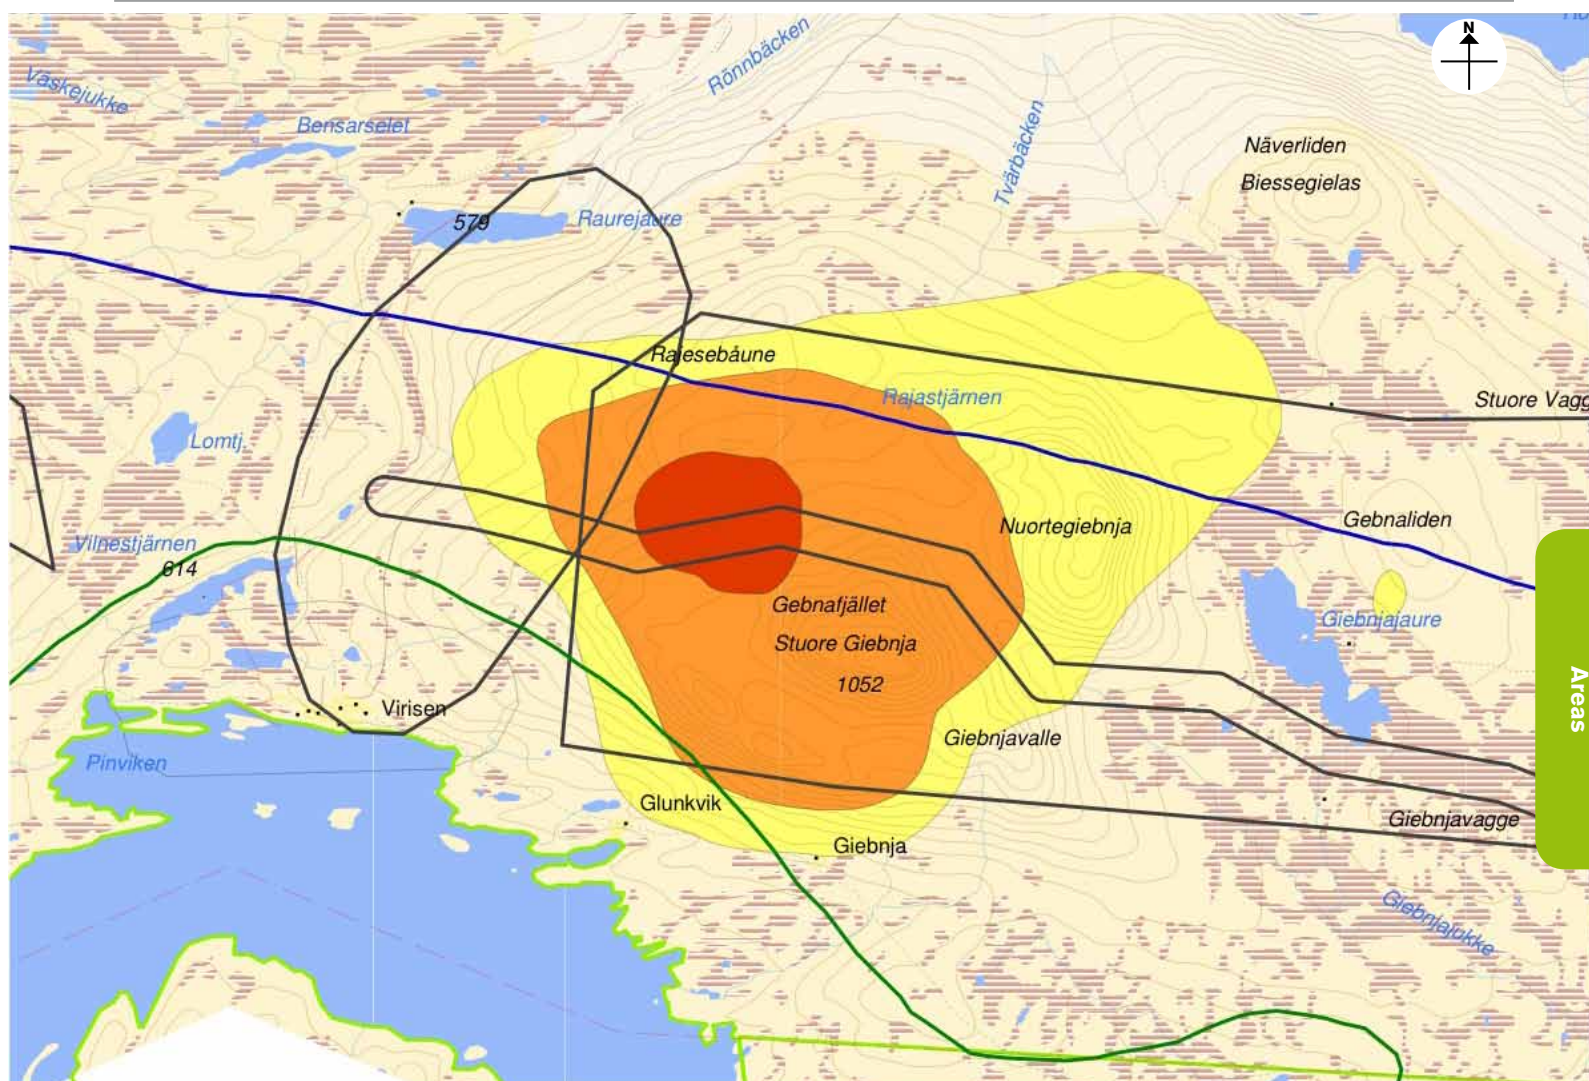 N
Rönnbäcken
Väskejukke
Bensarselet
Tvärbäcken
Näverliden
Biessegielas
579
Raurejaure
Rajesebåune
Rajastjärnen
Stuore Vagg
Lomtj.
Nuortegiebnja
Gebnaliden
Vilnestjärnen
614
Gebnafjället
Giebnjajaure
Stuore Giebnja
1052
Areas
Virisen
Giebnjavalle
Pinviken
Glunkvik
Giebnjavagge
Giebnja
Giebnjajukke